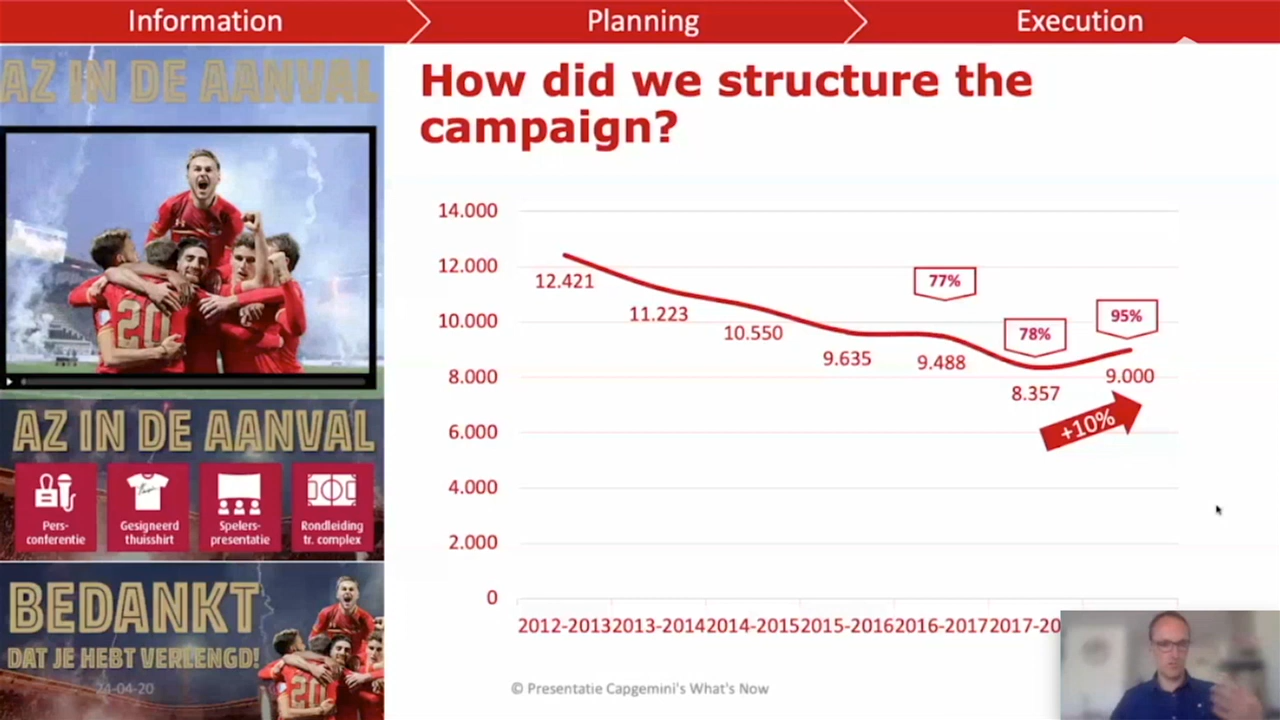 Information
Planning
Execution
AZ IN DE AANVAL
20
AZ IN DE AANVAL
Pers-
conferentie
Gesigneerd
thuisshirt
Spelers-
presentatie
Rondleiding
tr. complex
BEDANKT
DAT JE HEBT VERLENGD!
20
24-04-20
How did we structure the
campaign?
14.000
12.000
10.000
8.000
6.000
4.000
2.000
0
12.421
11.223
10.550
9.635
9.488
8.357
9.000
77%
78%
95%
+10%
2012-2013
2013-2014
2014-2015
2015-2016
2016-2017
2017-20
© Presentatie Capgemini's What's Now